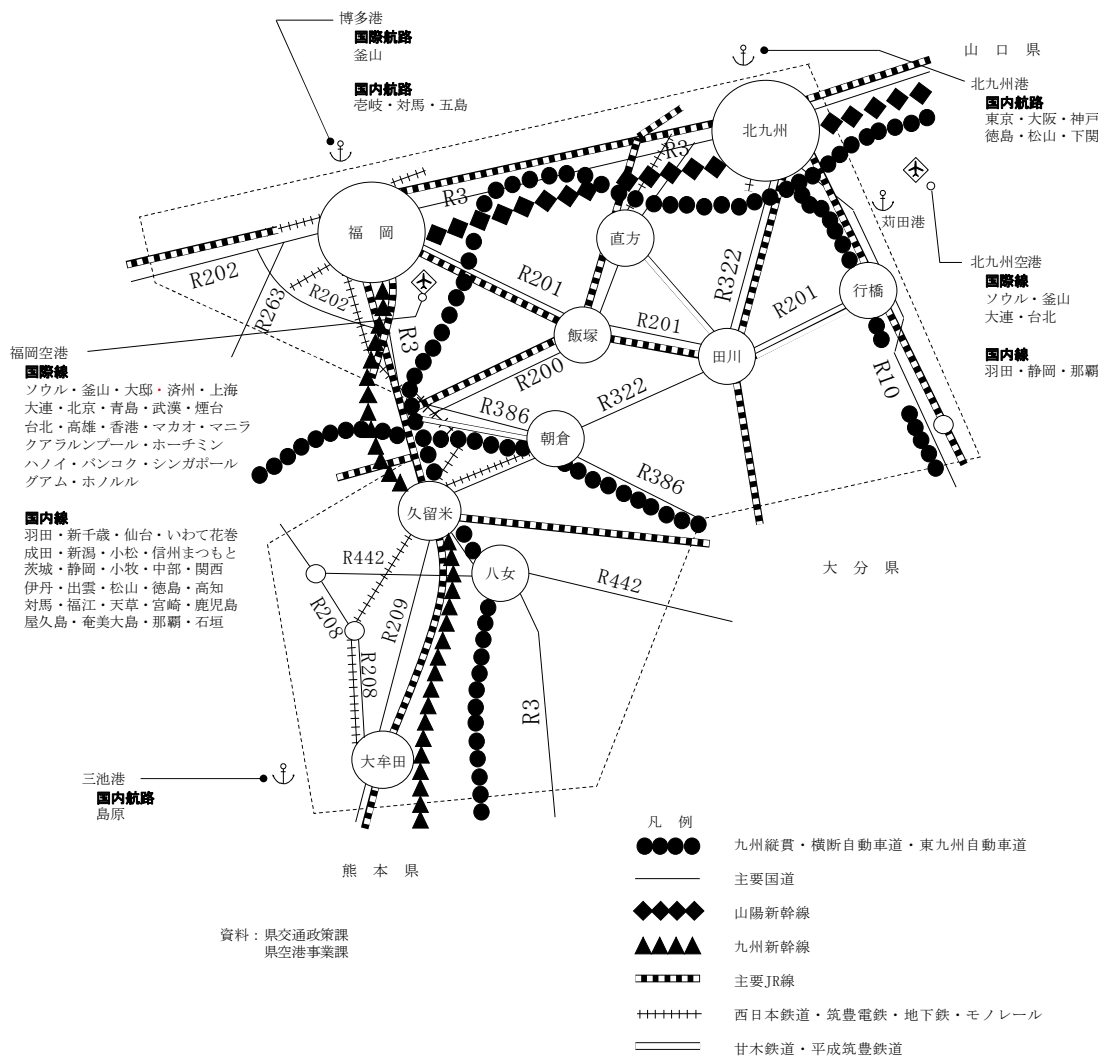 博多港
国際航路
釜山
国内航路
壱岐・対馬・五島
山 口 県
北九州港
国内航路
東京・大阪・神戸
徳島・松山・下関
北九州
R3
R3
福 岡
直方
苅田港
R202
R202
R263
R201
R322
R201
行橋
北九州空港
国際線
ソウル・釜山
大連・台北
国内線
羽田・静岡・那覇
R3
飯塚
R201
田川
R200
R322
R386
R10
福岡空港
国際線
ソウル・釜山・大邸・済州・上海
大連・北京・青島・武漢・煙台
台北・高雄・香港・マカオ・マニラ
クアラルンプール・ホーチミン
ハノイ・バンコク・シンガポール
グアム・ホノルル
国内線
羽田・新千歳・仙台・いわて花巻
成田・新潟・小松・信州まつもと
茨城・静岡・小牧・中部・関西
伊丹・出雲・松山・徳島・高知
対馬・福江・天草・宮崎・鹿児島
屋久島・奄美大島・那覇・石垣
朝倉
R386
久留米
R442
八女
R442
大 分 県
R208
R209
R208
R3
大牟田
三池港
国内航路
島原
熊 本 県
資料：県交通政策課
県空港事業課
凡 例
九州縦貫・横断自動車道・東九州自動車道
主要国道
山陽新幹線
九州新幹線
主要JR線
西日本鉄道・筑豊電鉄・地下鉄・モノレール
甘木鉄道・平成筑豊鉄道